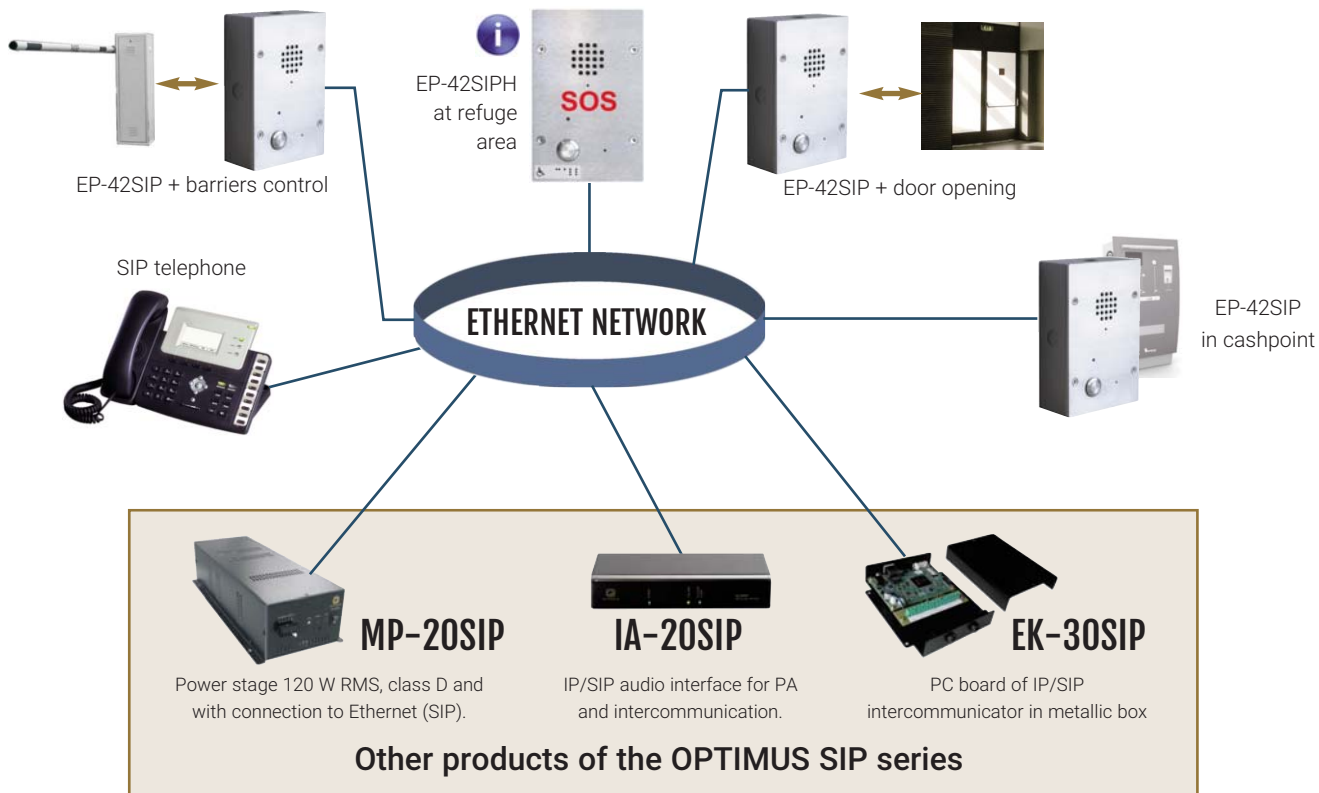 EP-42SIPH
at refuge
area
SOS
EP-42SIP + barriers control
EP-42SIP + door opening
SIP telephone
ETHERNET NETWORK
EP-42SIP
in cashpoint
MP-20SIP
Power stage 120 W RMS, class D and
with connection to Ethernet (SIP).
IA-20SIP
IP/SIP audio interface for PA
and intercommunication.
EK-30SIP
PC board of IP/SIP
intercommunicator in metallic box
Other products of the OPTIMUS SIP series